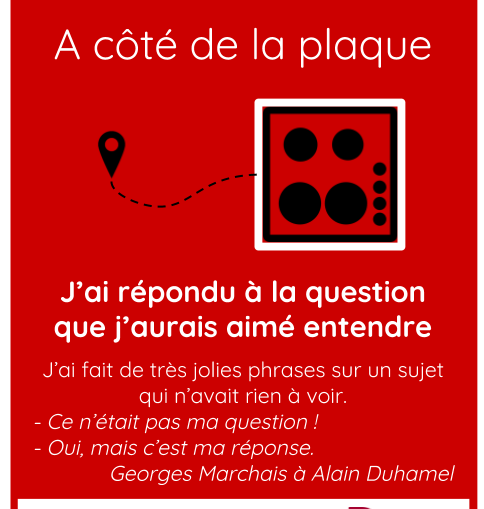 A côté de la plaque
J’ai répondu à la question
que j’aurais aimé entendre
J’ai fait de très jolies phrases sur un sujet
qui n’avait rien à voir.
- Ce n’était pas ma question !
- Oui, mais c’est ma réponse.
Georges Marchais à Alain Duhamel